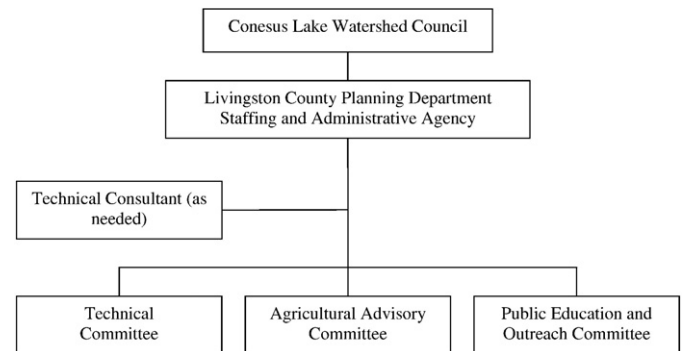 Conesus Lake Watershed Council
Livingston County Planning Department
Staffing and Administrative Agency
Technical Consultant (as
needed)
Technical
Committee
Agricultural Advisory
Committee
Public Education and
Outreach Committee